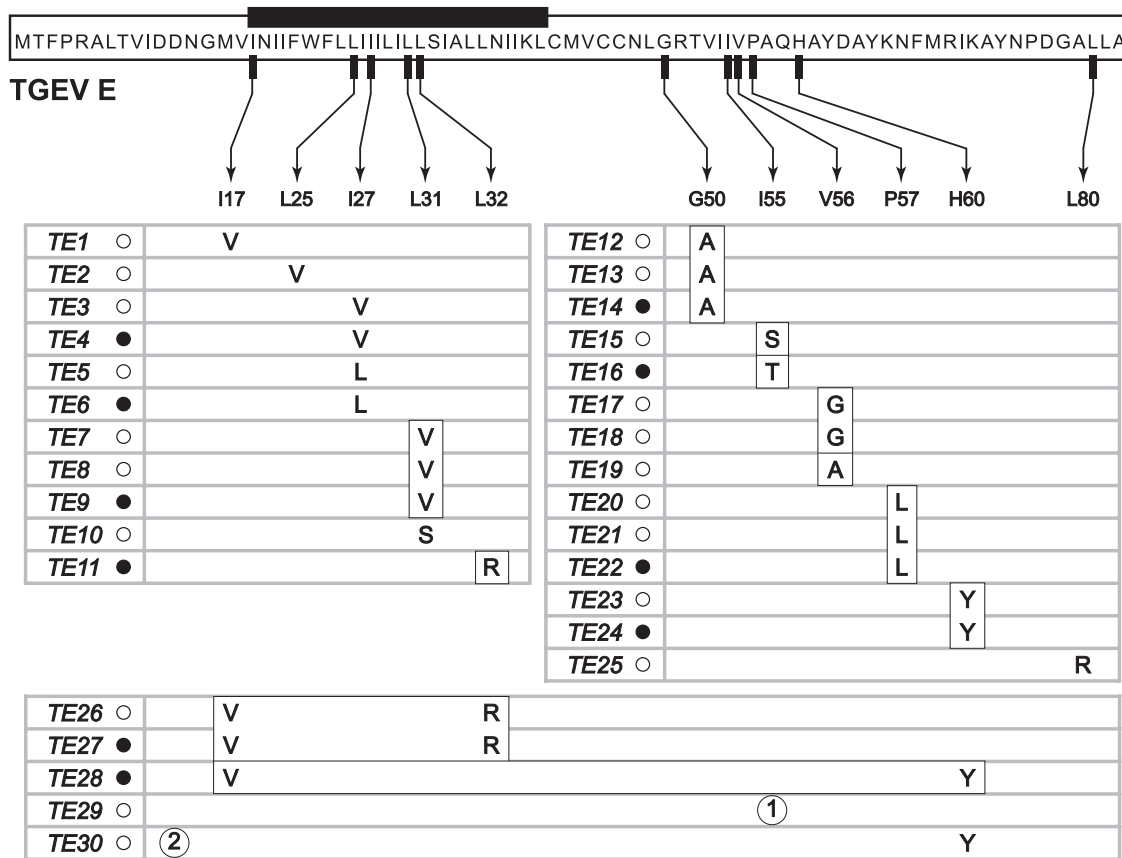 MTFPRALTVIDDNGMVINIIFWFLLIIILILLSIALLNIIKLCMVCCNLGRTVIIVPAQHAYDAYKNFMRIKAYNPDGALLA
TGEV E
I17 L25 I27 L31 L32 G50 I55 V56 P57 H60 L80
TE1 ○ V
TE2 ○ V
TE3 ○ V
TE4 ● V
TE5 ○ L
TE6 ● L
TE7 ○ V
TE8 ○ V
TE9 ● V
TE10 ○ S
TE11 ● R
TE12 ○ A
TE13 ○ A
TE14 ● A
TE15 ○ S
TE16 ● T
TE17 ○ G
TE18 ○ G
TE19 ○ A
TE20 ○ L
TE21 ○ L
TE22 ● L
TE23 ○ Y
TE24 ● Y
TE25 ○ R
TE26 ○ V R
TE27 ● V R
TE28 ● V Y
TE29 ○ ①
TE30 ○ ② Y